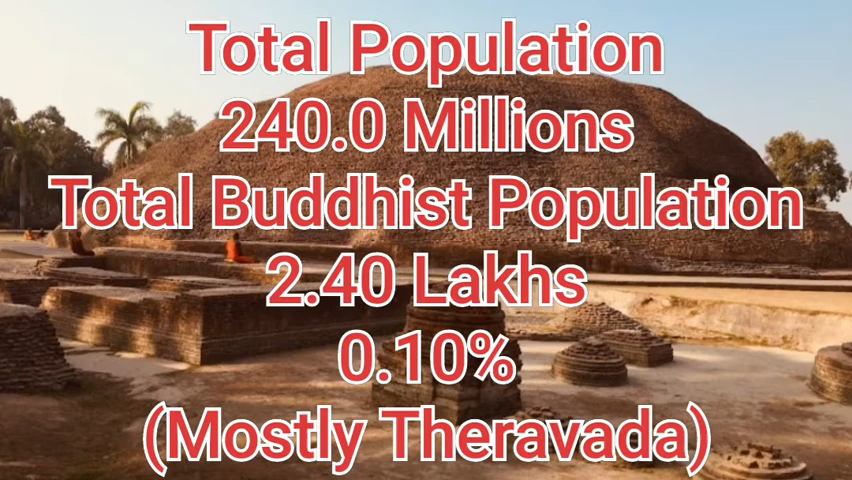 Total Population
240.0 Millions
Total Buddhist Population
2.40 Lakhs
0.10%
(Mostly Theravada)